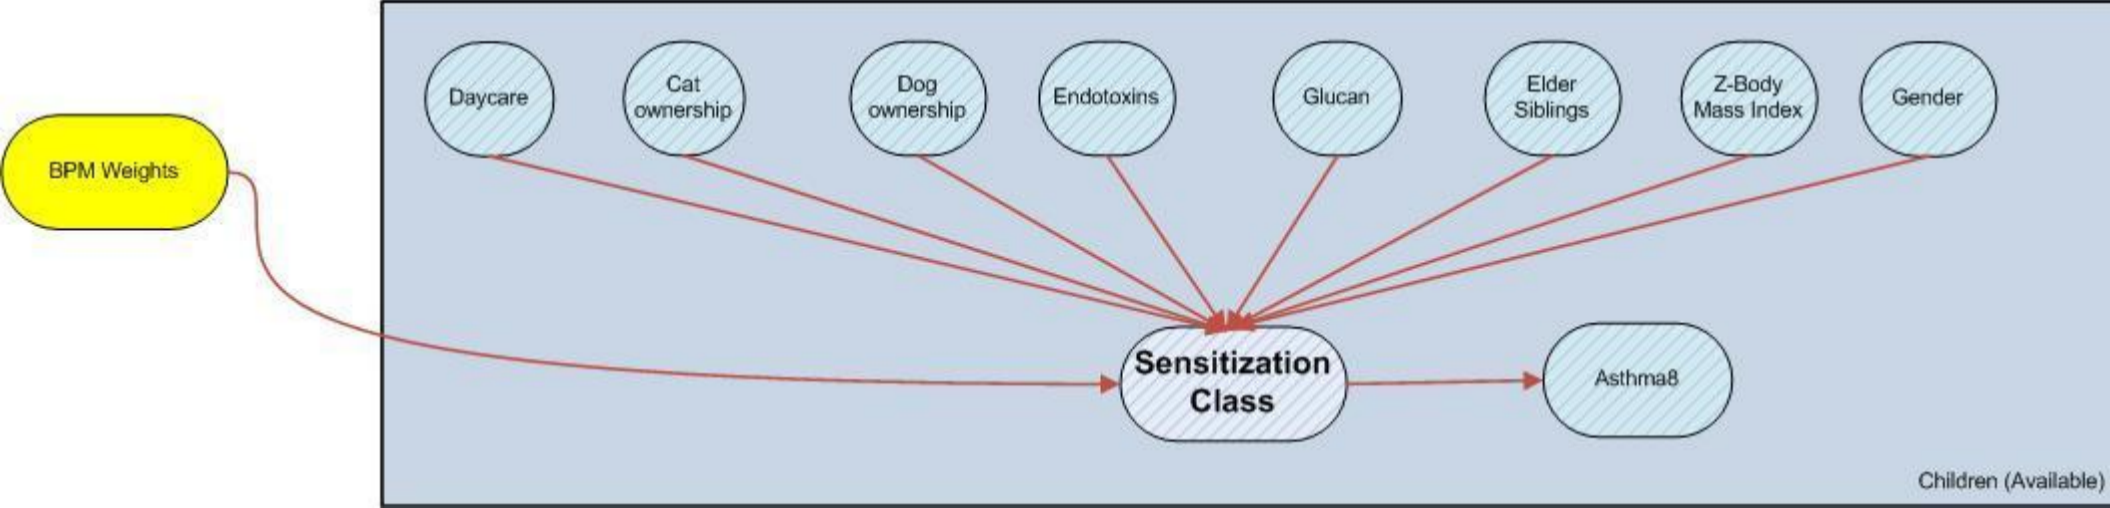 Daycare
Cat
ownership
Dog
ownership
Endotoxins
Glucan
Elder
Siblings
Z-Body
Mass Index
Gender
BPM Weights
Sensitization
Class
Asthma8
Children (Available)